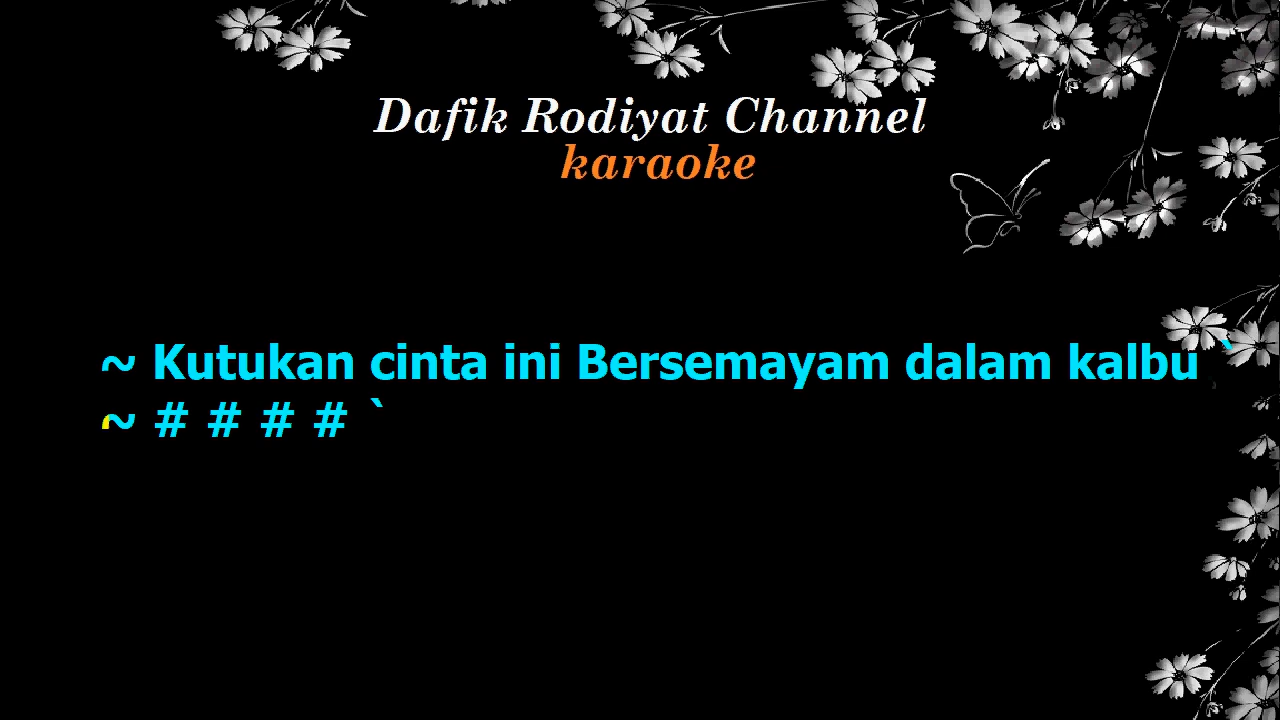 Dafik Rodiyat Channel
karaoke
~ Kutukan cinta ini Bersemayam dalam kalbu `
~ # # # # `